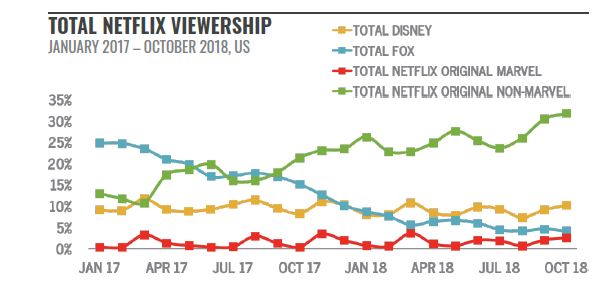 TOTAL NETFLIX VIEWERSHIP
JANUARY 2017 – OCTOBER 2018, US
TOTAL DISNEY
TOTAL FOX
TOTAL NETFLIX ORIGINAL MARVEL
TOTAL NETFLIX ORIGINAL NON-MARVEL
35%
30%
25%
20%
15%
10%
5%
0%
JAN 17 APR 17 JUL 17 OCT 17 JAN 18 APR 18 JUL 18 OCT 18